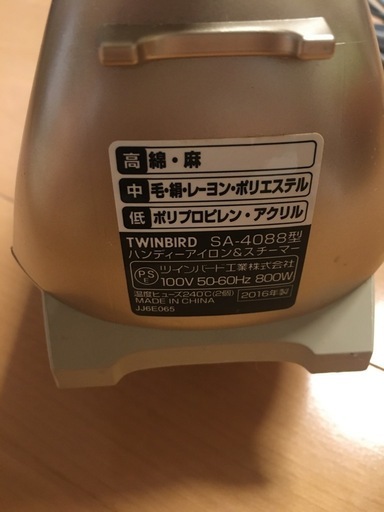 高 綿・麻
中 毛・絹・レーヨン・ポリエステル
低 ポリプロピレン・アクリル
TWINBIRD SA-4088型
ハンディーアイロン&スチーマー
PS E ツインバード工業株式会社
100V 50-60Hz 800W
温度ヒューズ240℃(2個) 2016年製
MADE IN CHINA
JJ6E065